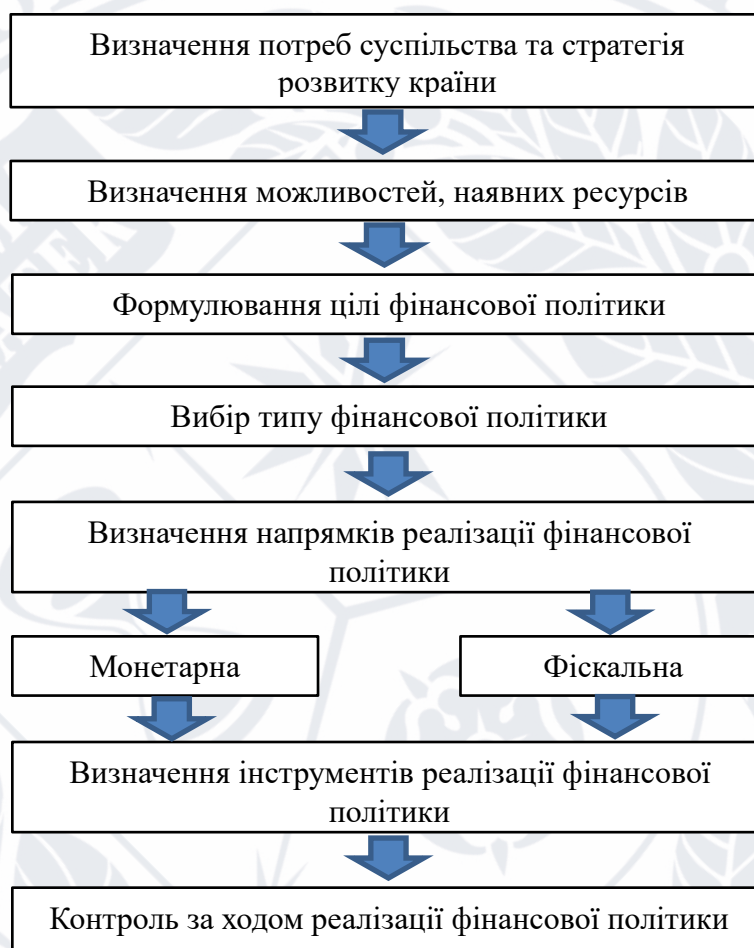 Визначення потреб суспільства та стратегія
розвитку країни
Визначення можливостей, наявних ресурсів
Формулювання цілі фінансової політики
Вибір типу фінансової політики
Визначення напрямків реалізації фінансової
політики
Монетарна
Фіскальна
Визначення інструментів реалізації фінансової
політики
Контроль за ходом реалізації фінансової політики